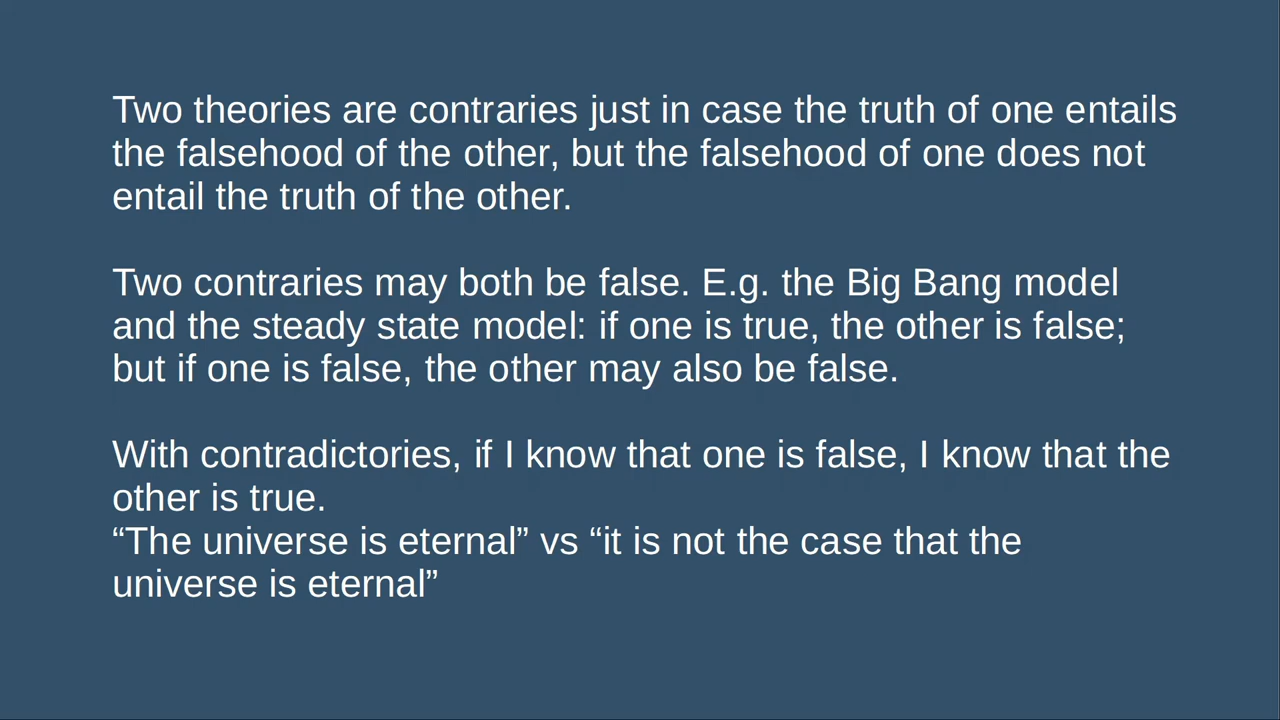 Two theories are contraries just in case the truth of one entails
the falsehood of the other, but the falsehood of one does not
entail the truth of the other.
Two contraries may both be false. E.g. the Big Bang model
and the steady state model: if one is true, the other is false;
but if one is false, the other may also be false.
With contradictories, if I know that one is false, I know that the
other is true.
“The universe is eternal” vs “it is not the case that the
universe is eternal”